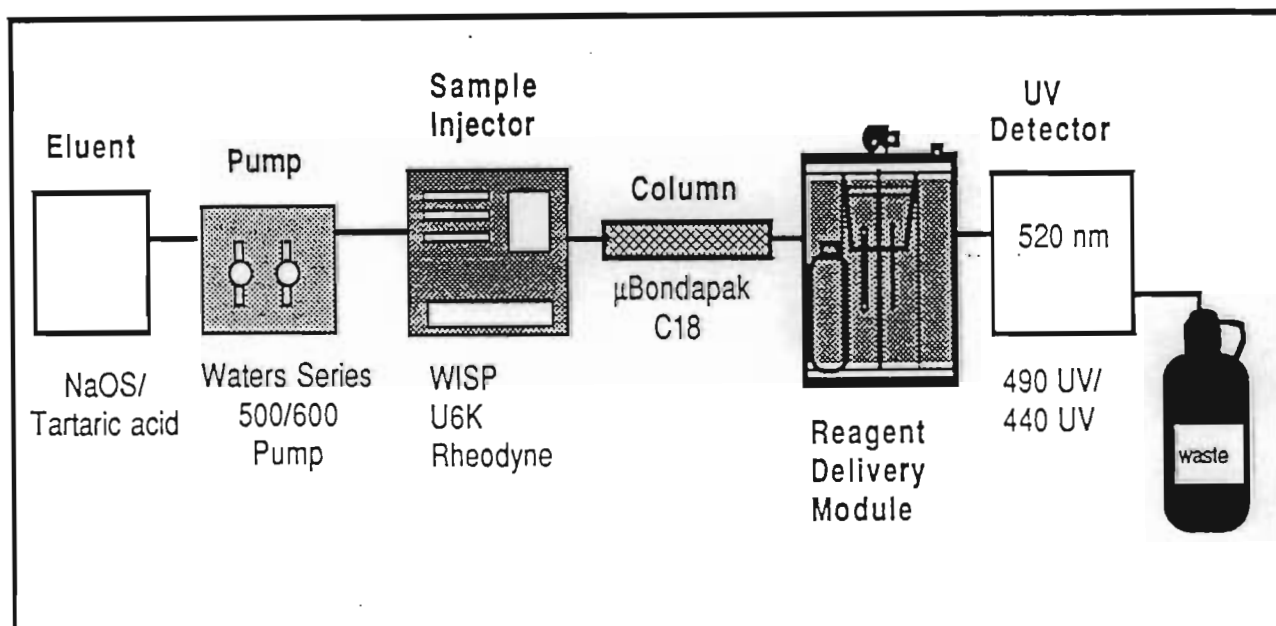 Eluent
NaOS/
Tartaric acid
Pump
Waters Series
500/600
Pump
Sample
Injector
WISP
U6K
Rheodyne
Column
µBondapak
C18
Reagent
Delivery
Module
UV
Detector
520 nm
490 UV/
440 UV
waste